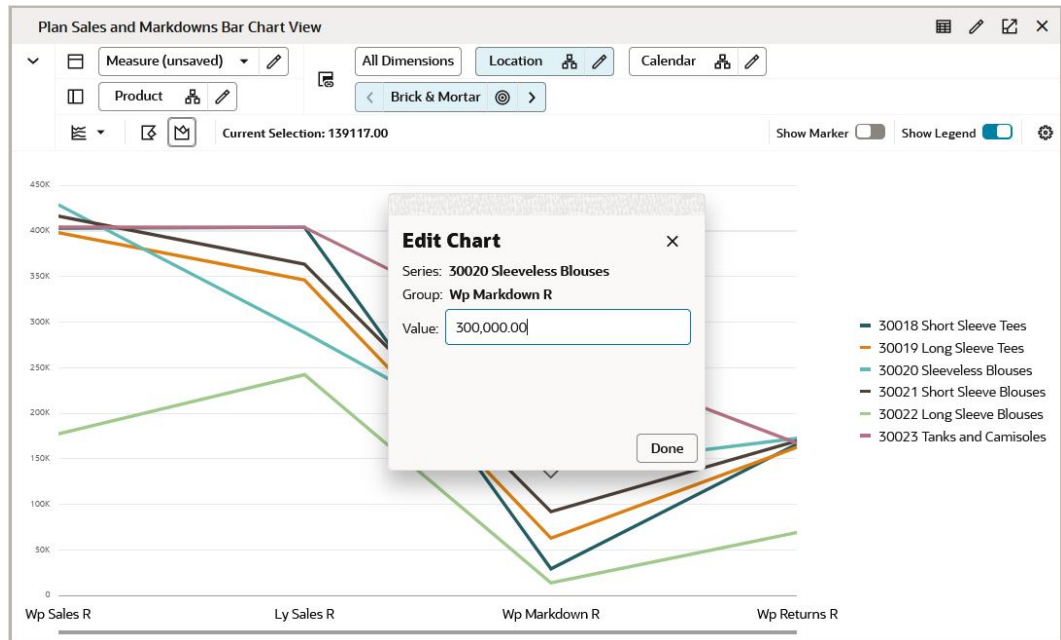 Plan Sales and Markdowns Bar Chart View
Measure (unsaved)
All Dimensions
Location
Calendar
Product
Brick & Mortar
Current Selection: 139117.00
Show Marker
Show Legend
450K
400K
350K
300K
250K
200K
150K
100K
50K
0
Edit Chart
Series: 30020 Sleeveless Blouses
Group: Wp Markdown R
Value: 300,000.00
Done
30018 Short Sleeve Tees
30019 Long Sleeve Tees
30020 Sleeveless Blouses
30021 Short Sleeve Blouses
30022 Long Sleeve Blouses
30023 Tanks and Camisoles
Wp Sales R
Ly Sales R
Wp Markdown R
Wp Returns R